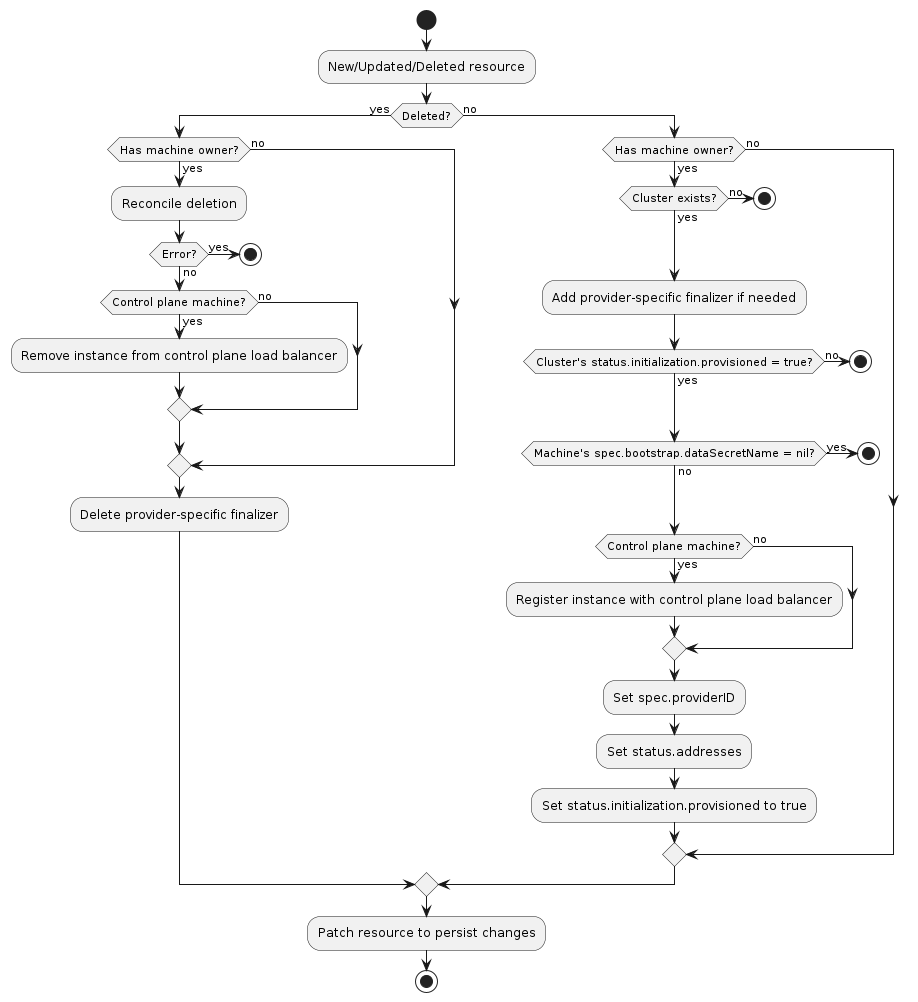 New/Updated/Deleted resource
yes
Deleted?
no
Has machine owner?
no
yes
Reconcile deletion
Error?
yes
no
Control plane machine?
no
yes
Remove instance from control plane load balancer
Delete provider-specific finalizer
Has machine owner?
no
yes
Cluster exists?
no
yes
Add provider-specific finalizer if needed
Cluster's status.initialization.provisioned = true?
no
yes
Machine's spec.bootstrap.dataSecretName = nil?
yes
no
Control plane machine?
no
yes
Register instance with control plane load balancer
Set spec.providerID
Set status.addresses
Set status.initialization.provisioned to true
Patch resource to persist changes